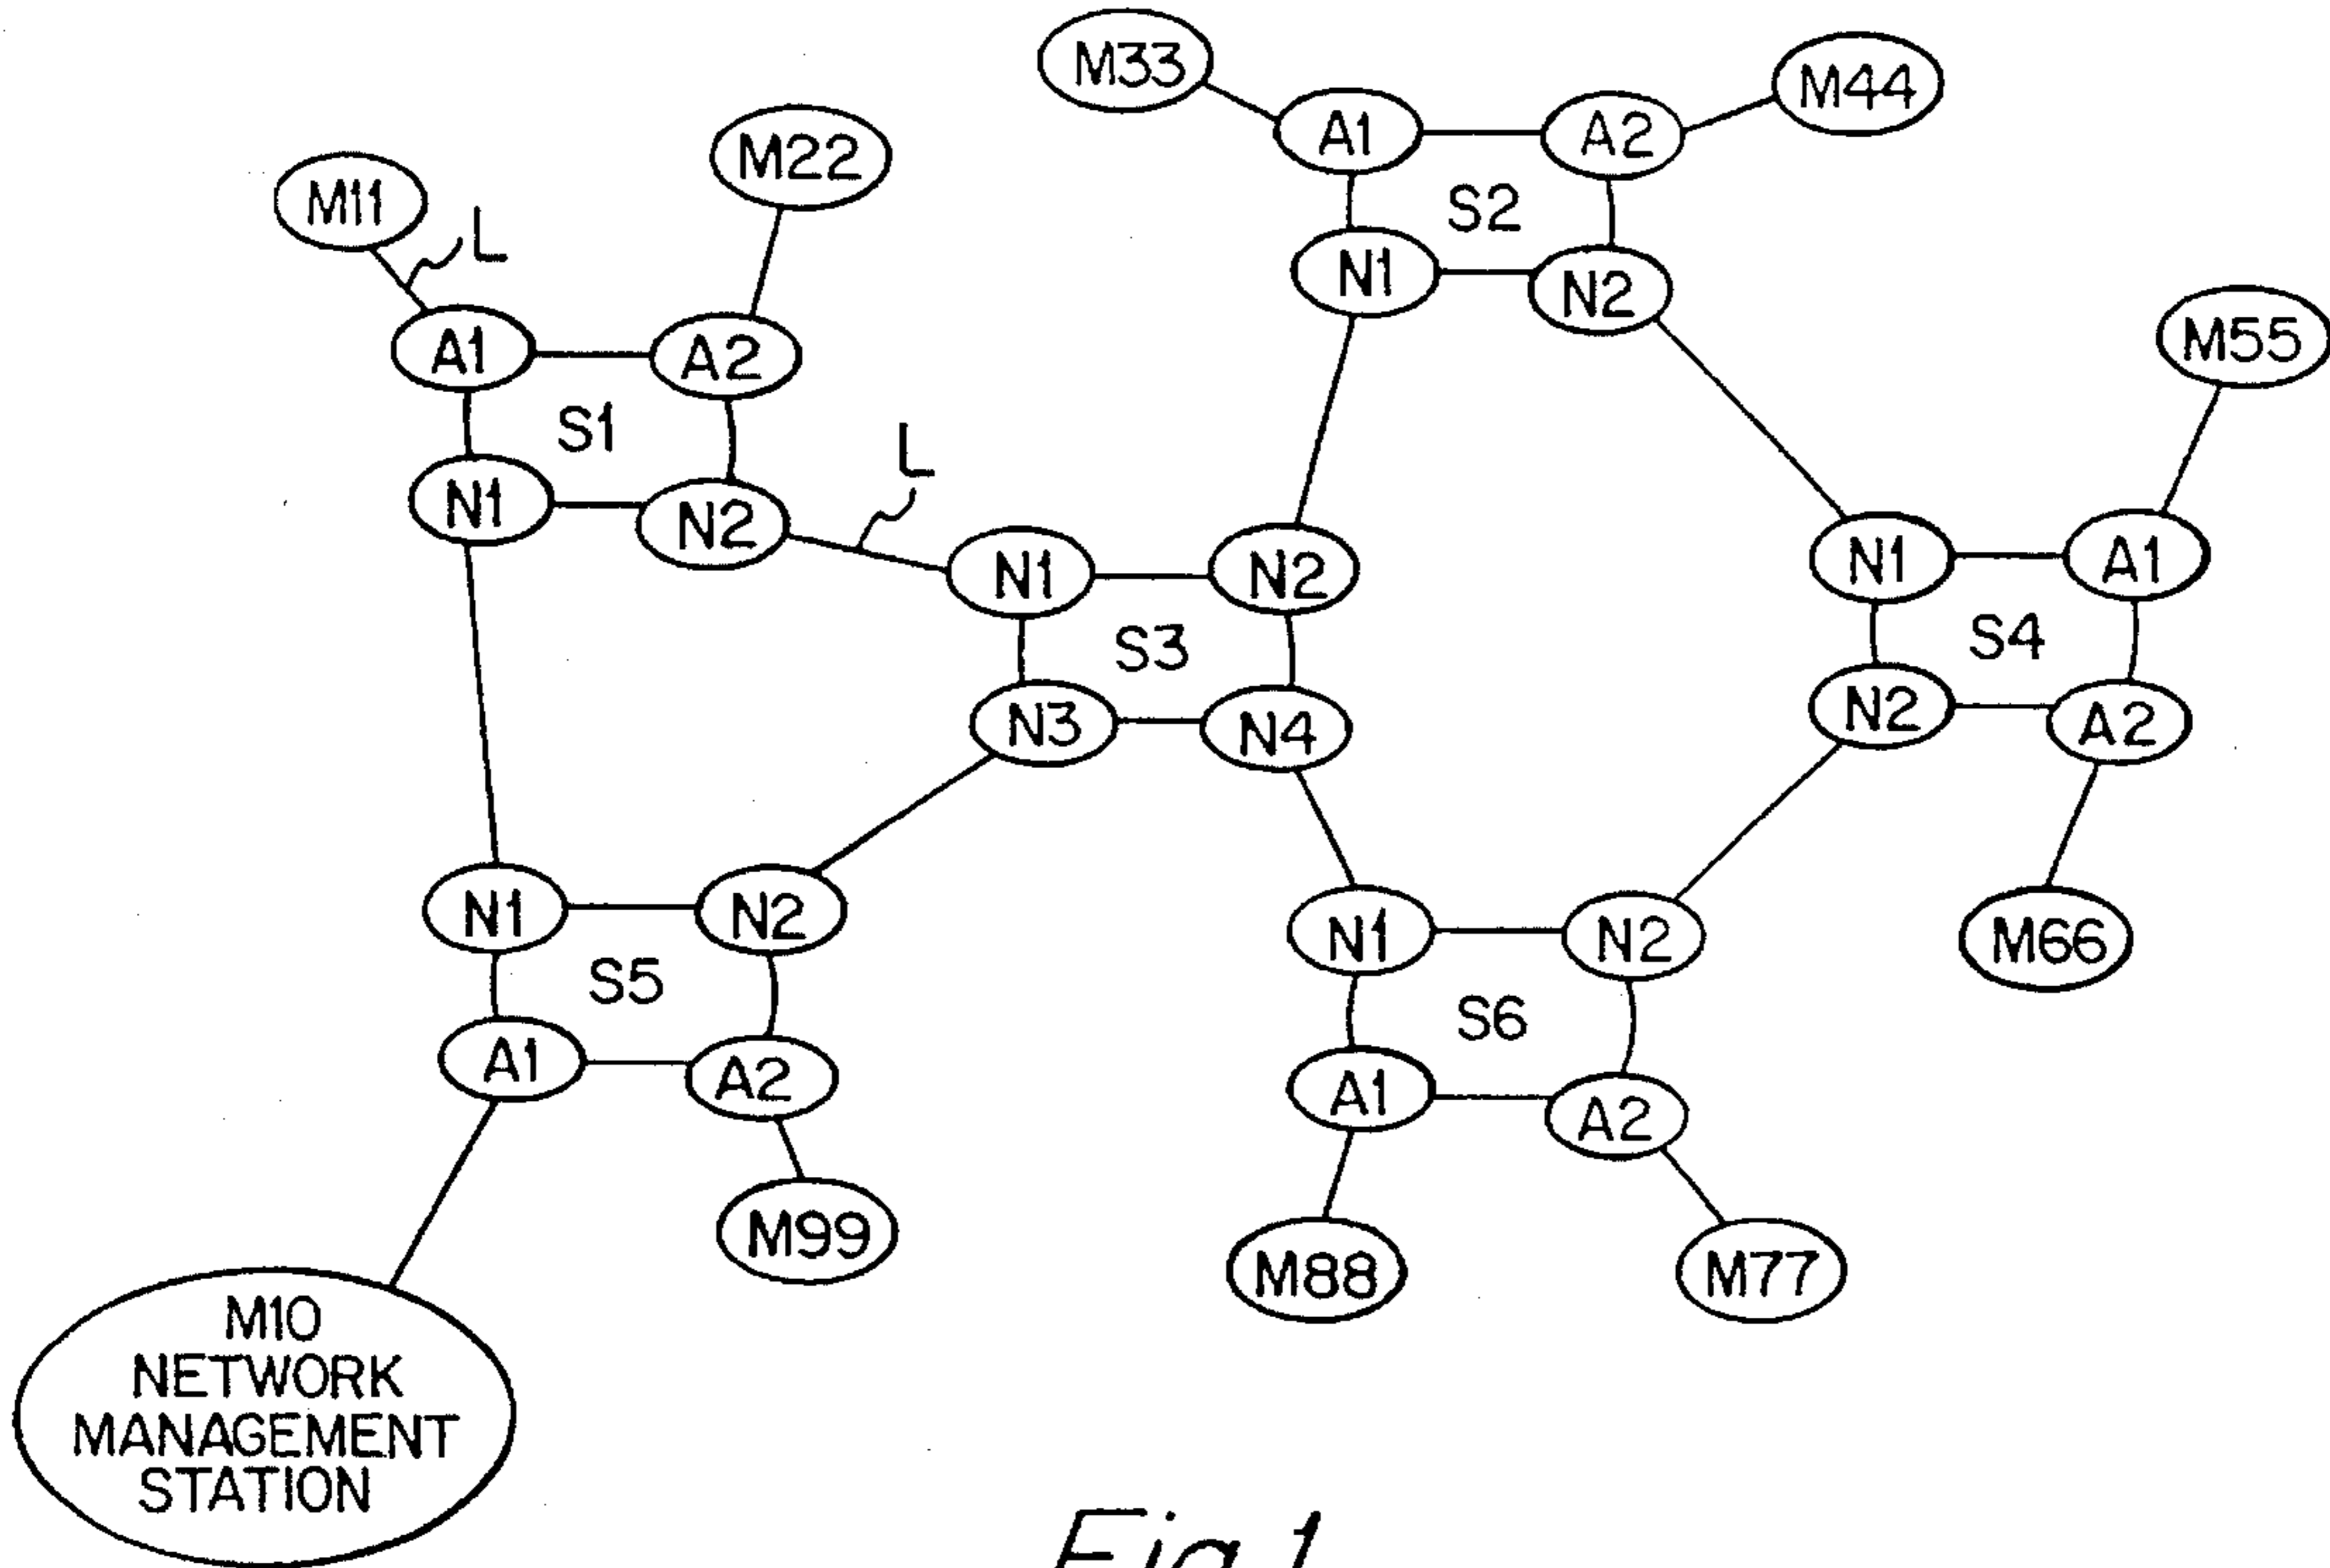 M33
M44
A1
A2
M22
M11
S2
L
N1
N2
M55
A1
A2
S1
L
N1
N2
N1
N2
N1
A1
S3
S4
N3
N4
N2
A2
N1
N2
N1
N2
M66
S5
S6
A1
A2
A1
A2
M99
M88
M77
M10
NETWORK
MANAGEMENT
STATION
Fig. 1